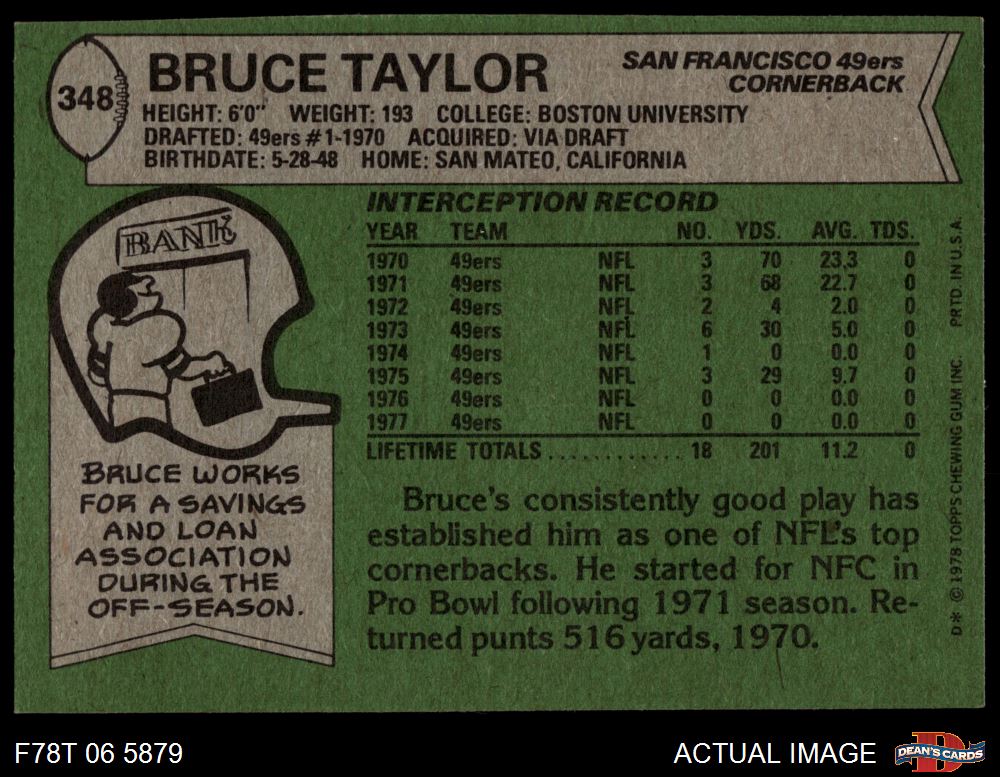 348
BRUCE TAYLOR
SAN FRANCISCO 49ers
CORNERBACK
HEIGHT: 6'0" WEIGHT: 193 COLLEGE: BOSTON UNIVERSITY
DRAFTED: 49ers #1-1970 ACQUIRED: VIA DRAFT
BIRTHDATE: 5-28-48 HOME: SAN MATEO, CALIFORNIA
BANK
BRUCE WORKS
FOR A SAVINGS
AND LOAN
ASSOCIATION
DURING THE
OFF-SEASON.
INTERCEPTION RECORD
YEAR TEAM NO. YDS. AVG. TDS.
1970 49ers NFL 3 70 23.3 0
1971 49ers NFL 3 68 22.7 0
1972 49ers NFL 2 4 2.0 0
1973 49ers NFL 6 30 5.0 0
1974 49ers NFL 1 0 0.0 0
1975 49ers NFL 3 29 9.7 0
1976 49ers NFL 0 0 0.0 0
1977 49ers NFL 0 0 0.0 0
LIFETIME TOTALS ............ 18 201 11.2 0
Bruce's consistently good play has
established him as one of NFL's top
cornerbacks. He started for NFC in
Pro Bowl following 1971 season. Re-
turned punts 516 yards, 1970.
D* © 1978 TOPPS CHEWING GUM INC. PRTD. IN U.S.A.
F78T 06 5879
ACTUAL IMAGE
D
DEAN'S CARDS